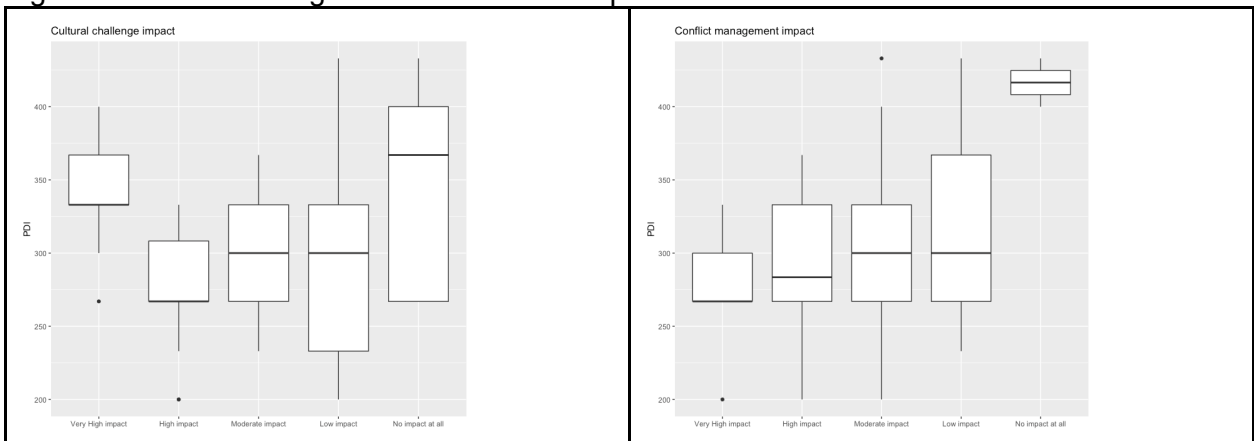 Cultural challenge impact
400
350
300
250
200
PDI
Very High impact
High impact
Moderate impact
Low impact
No impact at all
Conflict management impact
400
350
300
250
200
PDI
Very High impact
High impact
Moderate impact
Low impact
No impact at all